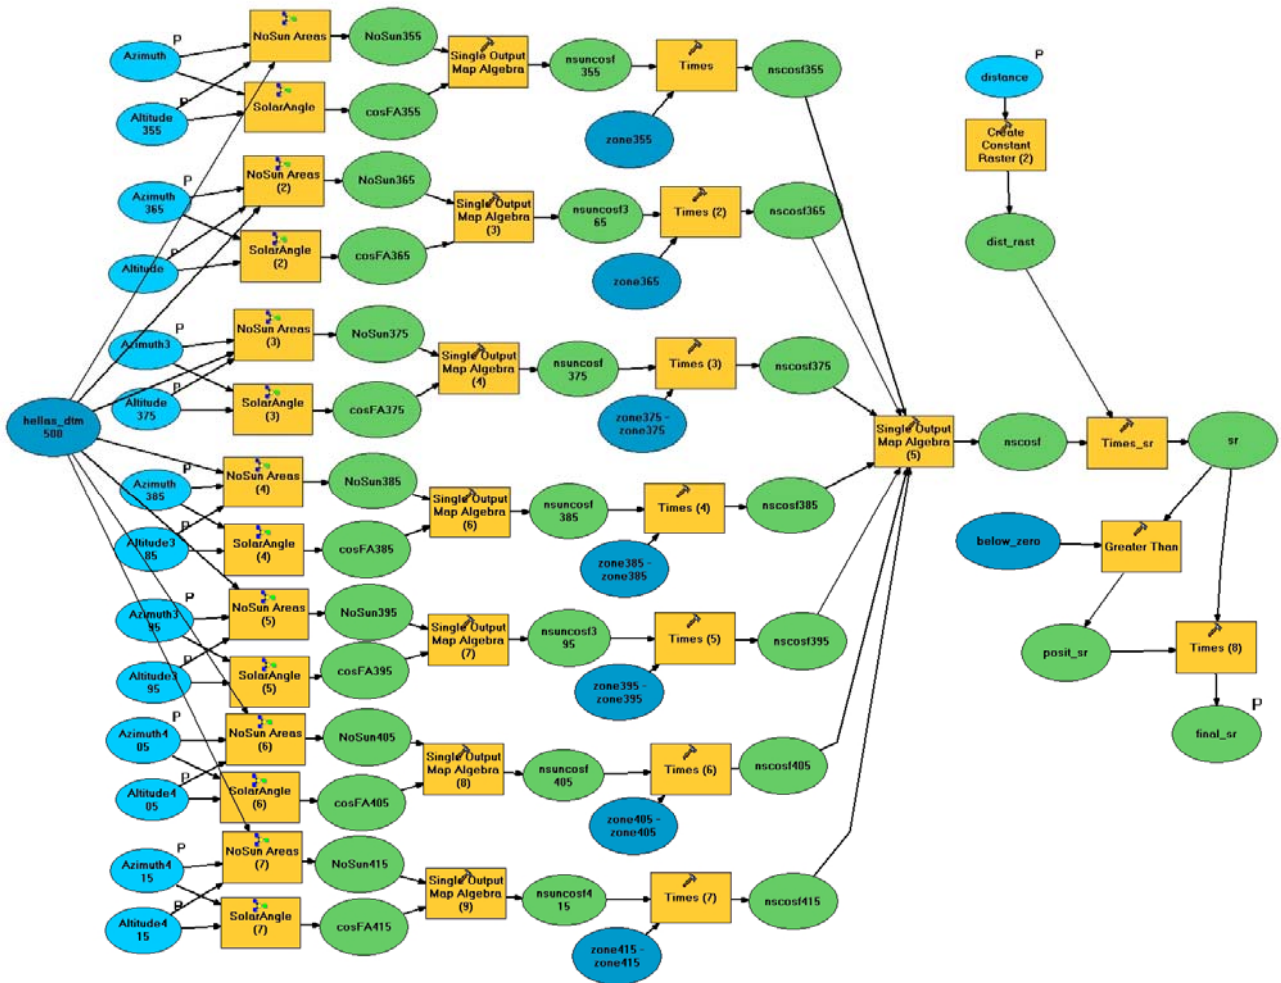 P
Azimuth
P
Altitude
355
NoSun Areas
SolarAngle
NoSun355
cosFA355
Single Output
Map Algebra
nsuncosf
355
Times
zone355
nscosf355
P
distance
Create
Constant
Raster (2)
dist_rast
P
Azimuth
365
P
Altitude
NoSun Areas
(2)
SolarAngle
(2)
NoSun365
cosFA365
Single Output
Map Algebra
(3)
nsuncosf3
65
Times (2)
zone365
nscosf365
P
Azimuth3
P
Altitude
375
NoSun Areas
(3)
SolarAngle
(3)
NoSun375
cosFA375
Single Output
Map Algebra
(4)
nsuncosf
375
Times (3)
zone375 -
zone375
nscosf375
hellas_dtm
500
P
Azimuth
385
P
Altitude3
85
NoSun Areas
(4)
SolarAngle
(4)
NoSun385
cosFA385
Single Output
Map Algebra
(6)
nsuncosf
385
Times (4)
zone385 -
zone385
nscosf385
Single Output
Map Algebra
(5)
nscosf
Times_sr
sr
below_zero
Greater Than
posit_sr
Times (8)
P
final_sr
P
Azimuth3
95
P
Altitude3
95
NoSun Areas
(5)
SolarAngle
(5)
NoSun395
cosFA395
Single Output
Map Algebra
(7)
nsuncosf3
95
Times (5)
zone395 -
zone395
nscosf395
P
Azimuth4
05
P
Altitude4
05
NoSun Areas
(6)
SolarAngle
(6)
NoSun405
cosFA405
Single Output
Map Algebra
(8)
nsuncosf
405
Times (6)
zone405 -
zone405
nscosf405
P
Azimuth4
15
P
Altitude4
15
NoSun Areas
(7)
SolarAngle
(7)
NoSun415
cosFA415
Single Output
Map Algebra
(9)
nsuncosf4
15
Times (7)
zone415 -
zone415
nscosf415